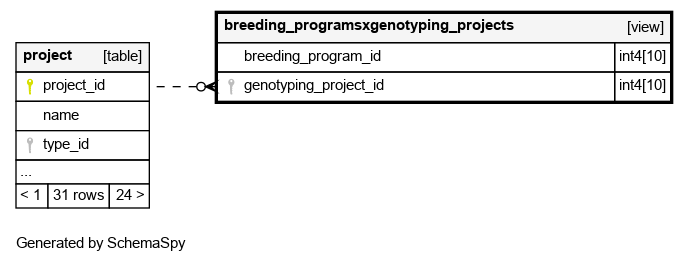 breeding_programsxgenotyping_projects [view]
breeding_program_id int4[10]
genotyping_project_id int4[10]
project [table]
project_id
name
type_id
...
< 1 31 rows 24 >
Generated by SchemaSpy